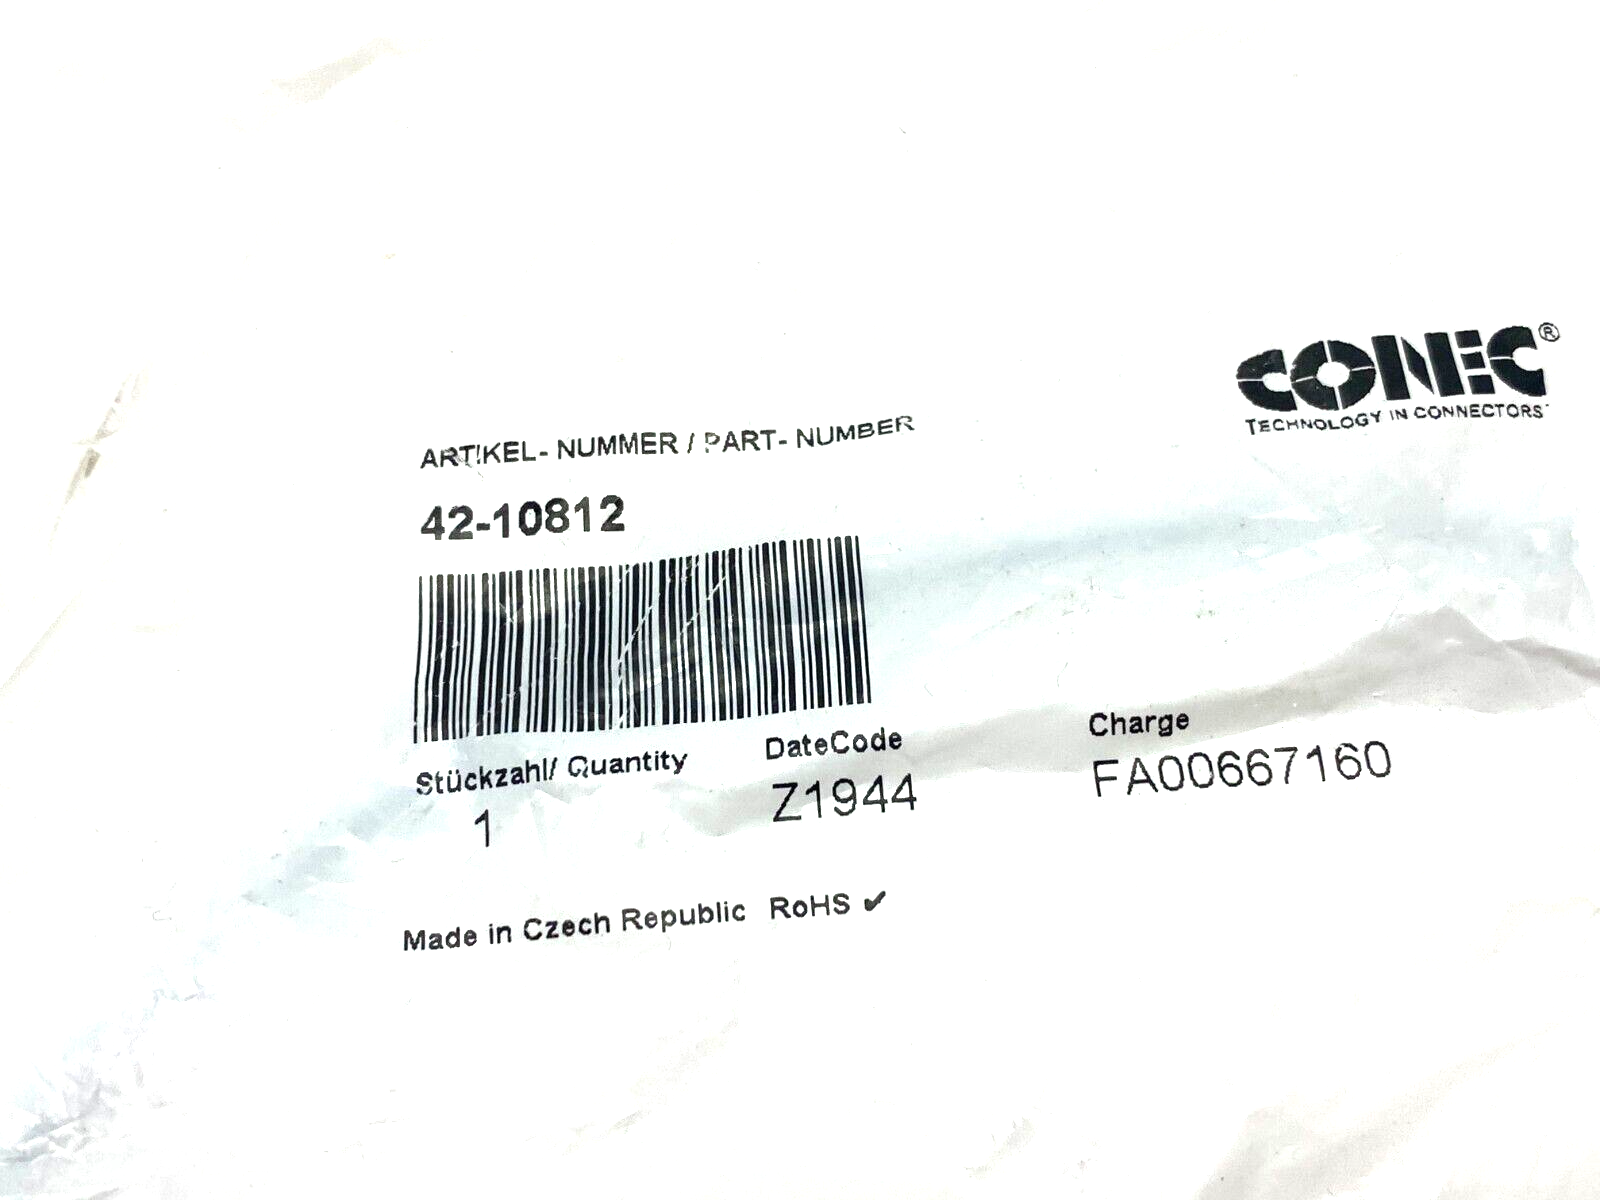 CONEC®
TECHNOLOGY IN CONNECTORS
ARTIKEL- NUMMER / PART- NUMBER
42-10812
Stückzahl/ Quantity DateCode Charge
1 Z1944 FA00667160
Made in Czech Republic RoHS ✔